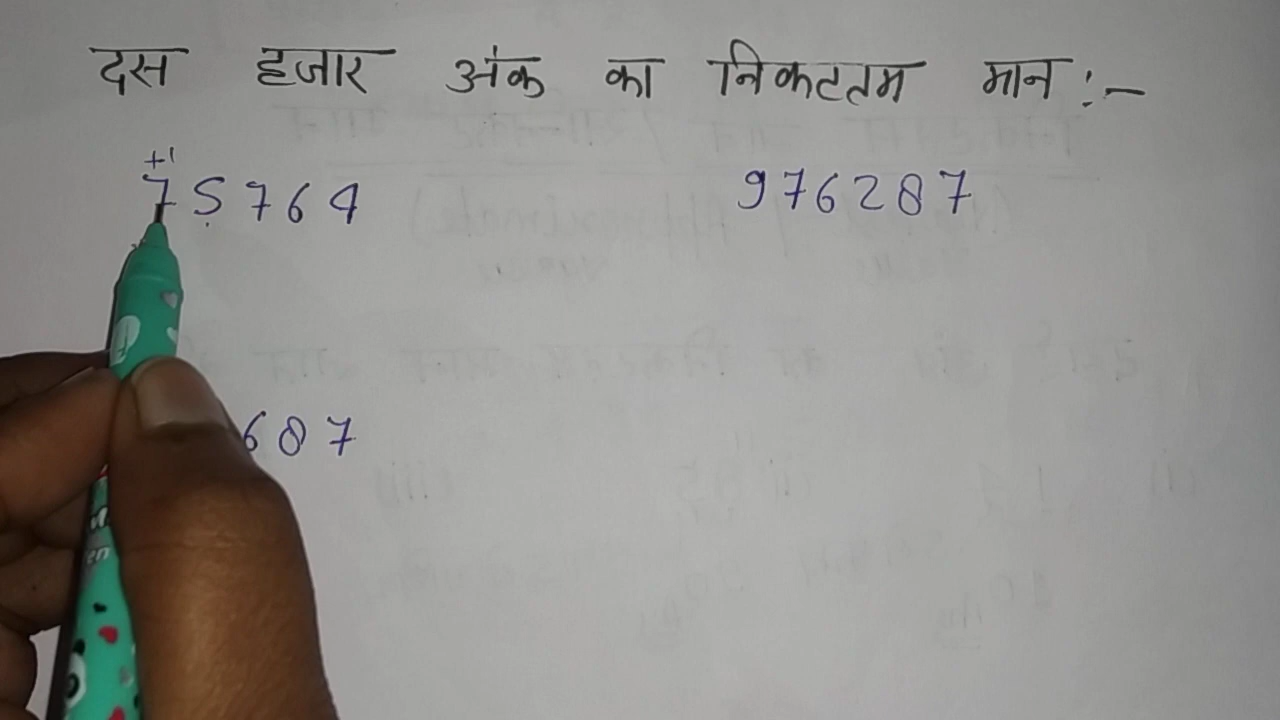 दस हजार अंक का निकटतम मान :-
+1
75764 976287
687